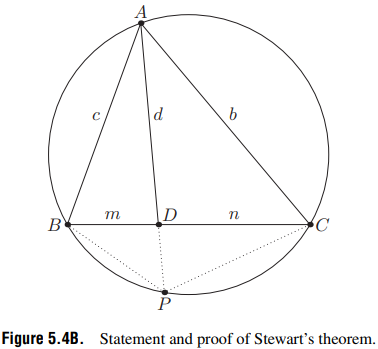 A
c
d
b
B
m
D
n
C
P
Figure 5.4B. Statement and proof of Stewart's theorem.